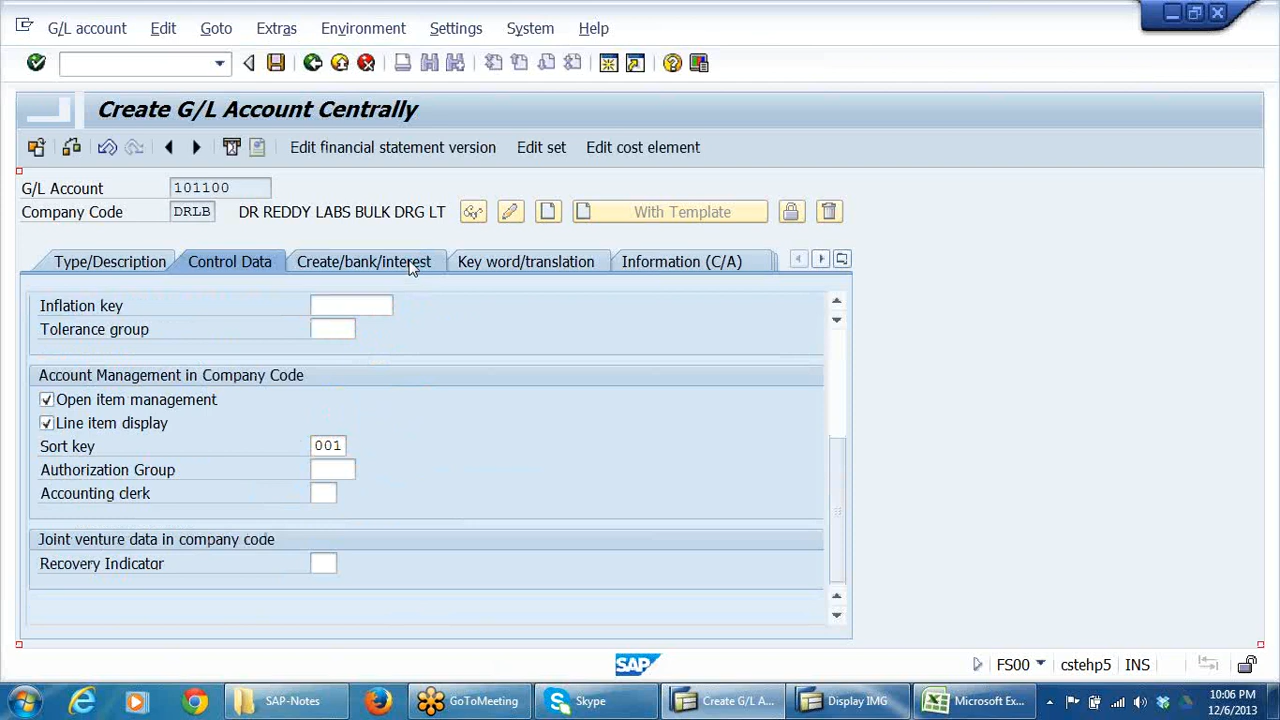 G/L account Edit Goto Extras Environment Settings System Help
Create G/L Account Centrally
Edit financial statement version Edit set Edit cost element
G/L Account 101100
Company Code DRLB DR REDDY LABS BULK DRG LT With Template
Type/Description Control Data Create/bank/interest Key word/translation Information (C/A)
Inflation key
Tolerance group
Account Management in Company Code
Open item management
Line item display
Sort key 001
Authorization Group
Accounting clerk
Joint venture data in company code
Recovery Indicator
SAP FS00 cstehp5 INS
SAP-Notes GoToMeeting Skype Create G/L A... Display IMG Microsoft Ex... 10:06 PM
12/6/2013